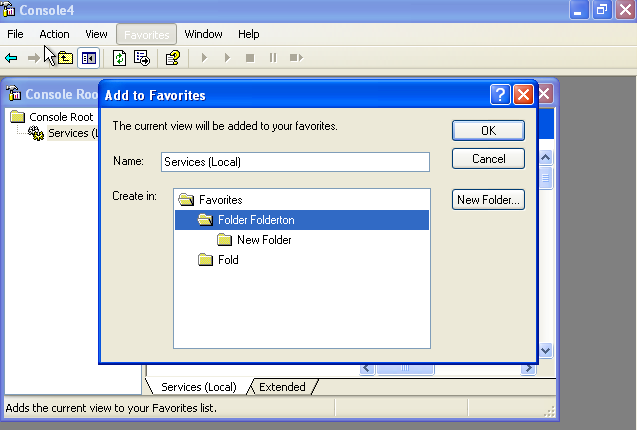 Console4
File Action View Favorites Window Help
Console Roo
Console Root
Services (L
Add to Favorites
The current view will be added to your favorites.
Name: Services (Local)
Create in:
Favorites
Folder Folderton
New Folder
Fold
OK
Cancel
New Folder...
Services (Local) Extended
Adds the current view to your Favorites list.